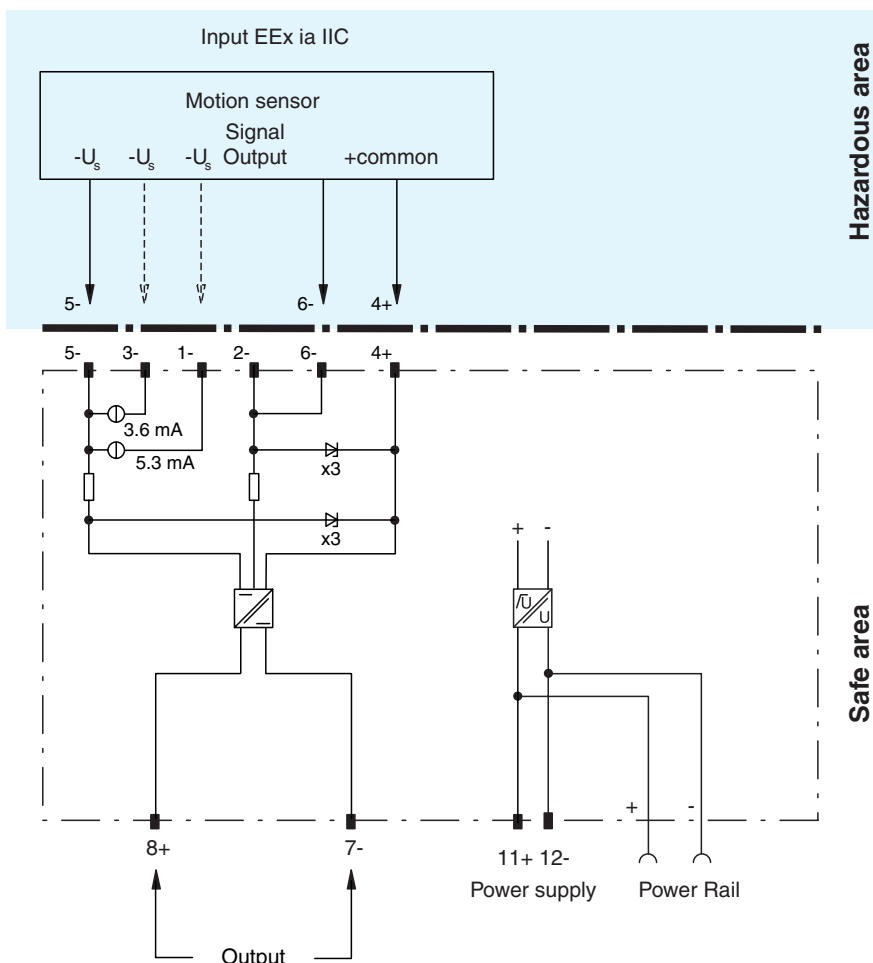 Input EEx ia IIC
Hazardous area
Motion sensor
Signal
-Us -Us -Us Output +common
5- 6- 4+
5- 3- 1- 2- 6- 4+
3.6 mA
5.3 mA x3
x3
+ -
U
U
Safe area
+ -
8+ 7- 11+ 12-
Power supply Power Rail
Output